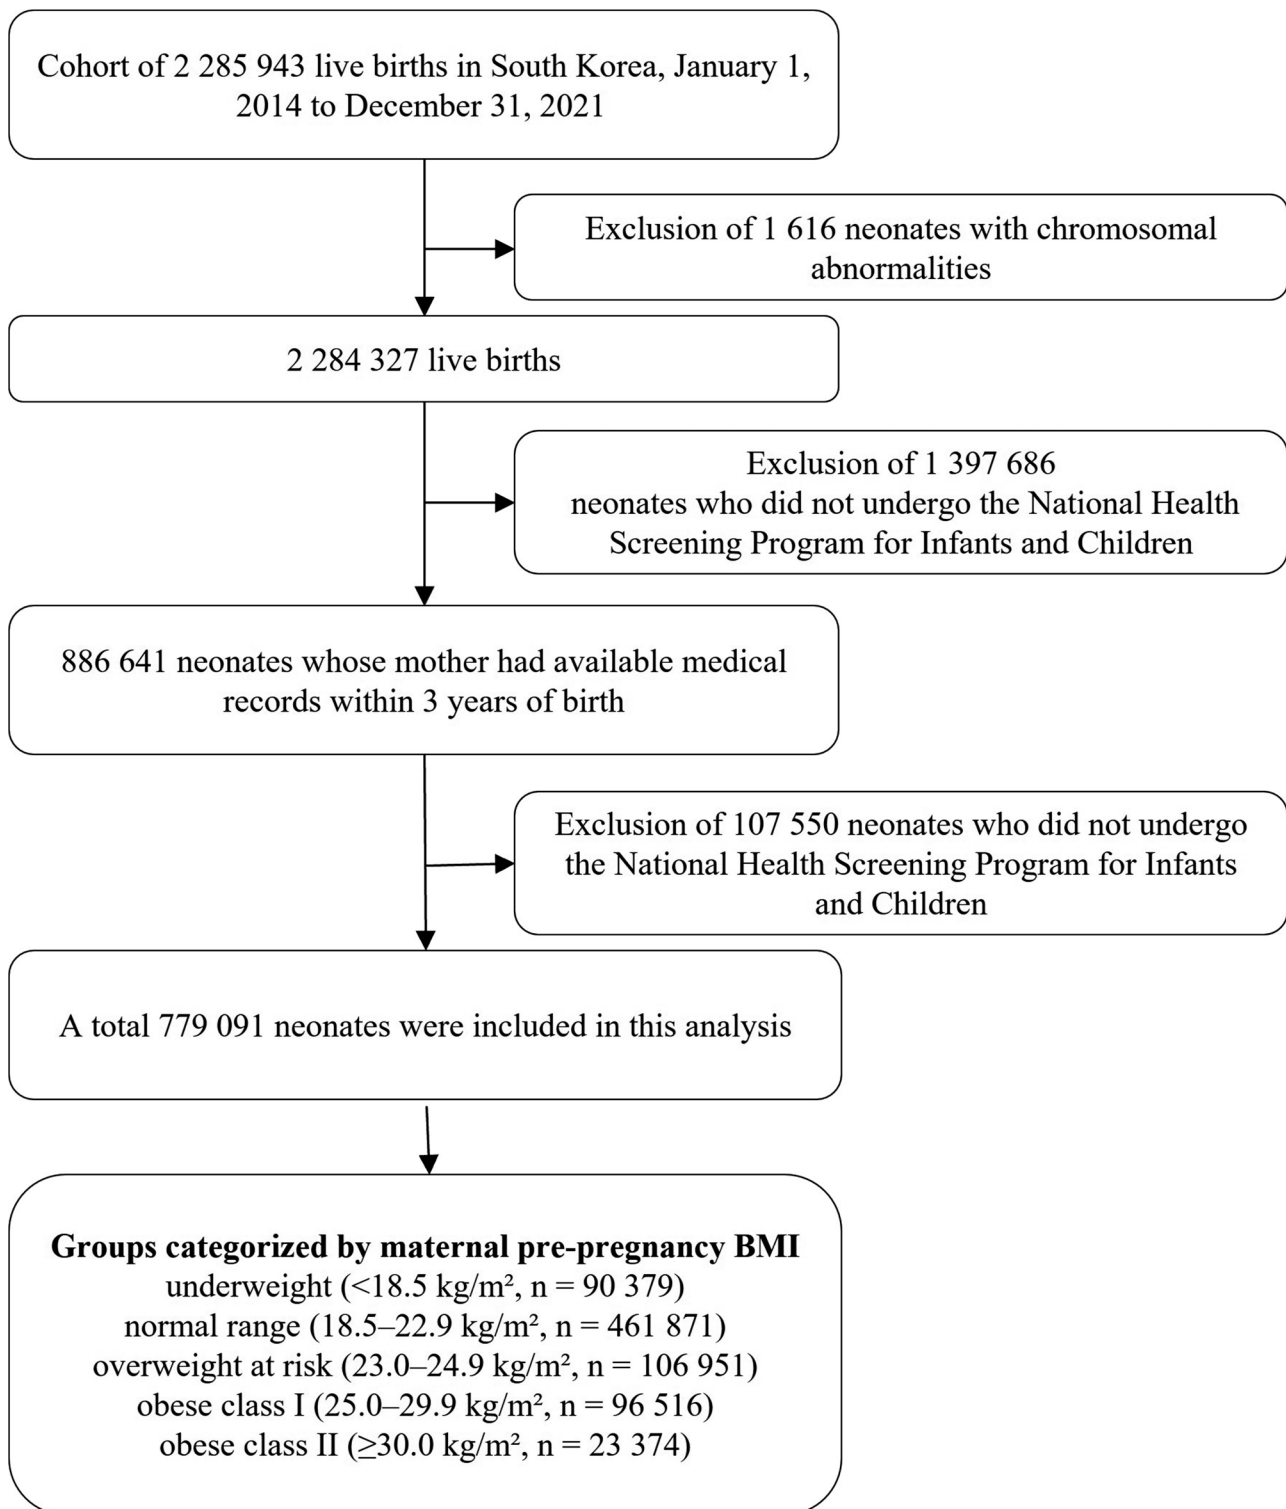 Cohort of 2 285 943 live births in South Korea, January 1,
2014 to December 31, 2021
Exclusion of 1 616 neonates with chromosomal
abnormalities
2 284 327 live births
Exclusion of 1 397 686
neonates who did not undergo the National Health
Screening Program for Infants and Children
886 641 neonates whose mother had available medical
records within 3 years of birth
Exclusion of 107 550 neonates who did not undergo
the National Health Screening Program for Infants
and Children
A total 779 091 neonates were included in this analysis
Groups categorized by maternal pre-pregnancy BMI
underweight (<18.5 kg/m², n = 90 379)
normal range (18.5–22.9 kg/m², n = 461 871)
overweight at risk (23.0–24.9 kg/m², n = 106 951)
obese class I (25.0–29.9 kg/m², n = 96 516)
obese class II (≥30.0 kg/m², n = 23 374)